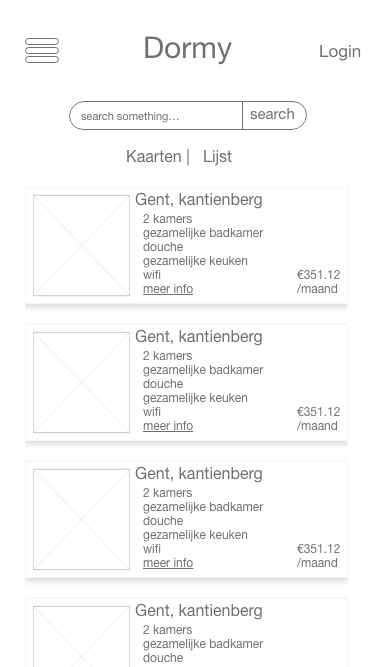 Dormy
Login
search something...
search
Kaarten | Lijst
Gent, kantienberg
2 kamers
gezamelijke badkamer
douche
gezamelijke keuken
wifi
€351.12
meer info
/maand
Gent, kantienberg
2 kamers
gezamelijke badkamer
douche
gezamelijke keuken
wifi
€351.12
meer info
/maand
Gent, kantienberg
2 kamers
gezamelijke badkamer
douche
gezamelijke keuken
wifi
€351.12
meer info
/maand
Gent, kantienberg
2 kamers
gezamelijke badkamer
douche